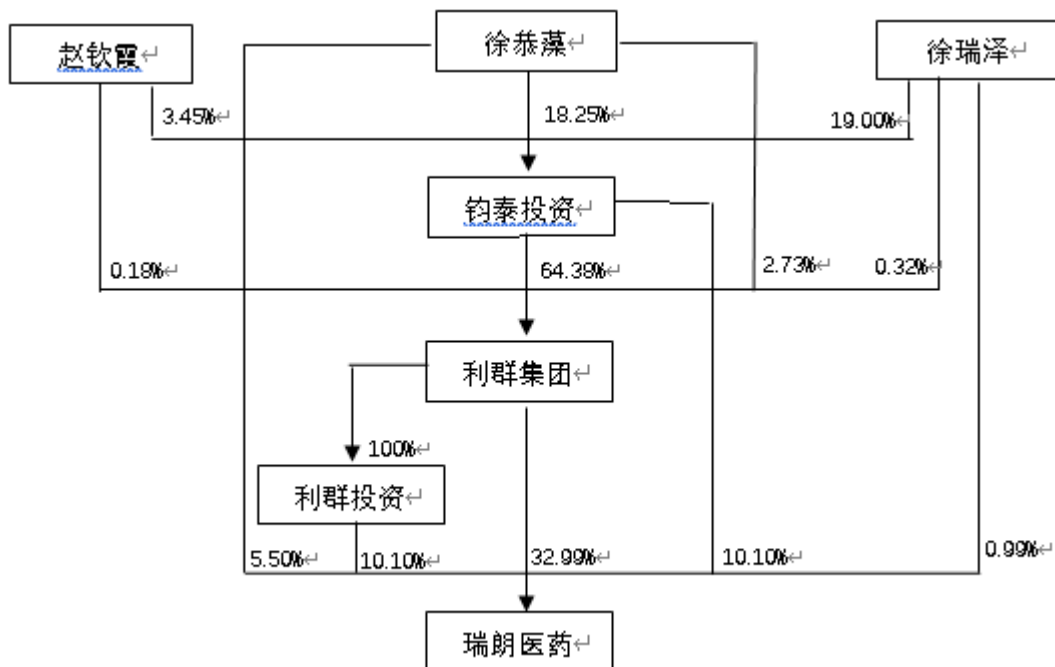 赵钦霞
徐恭藻
徐瑞泽
3.45%
18.25%
19.00%
钧泰投资
0.18%
64.38%
2.73%
0.32%
利群集团
100%
利群投资
5.50%
10.10%
32.99%
10.10%
0.99%
瑞朗医药